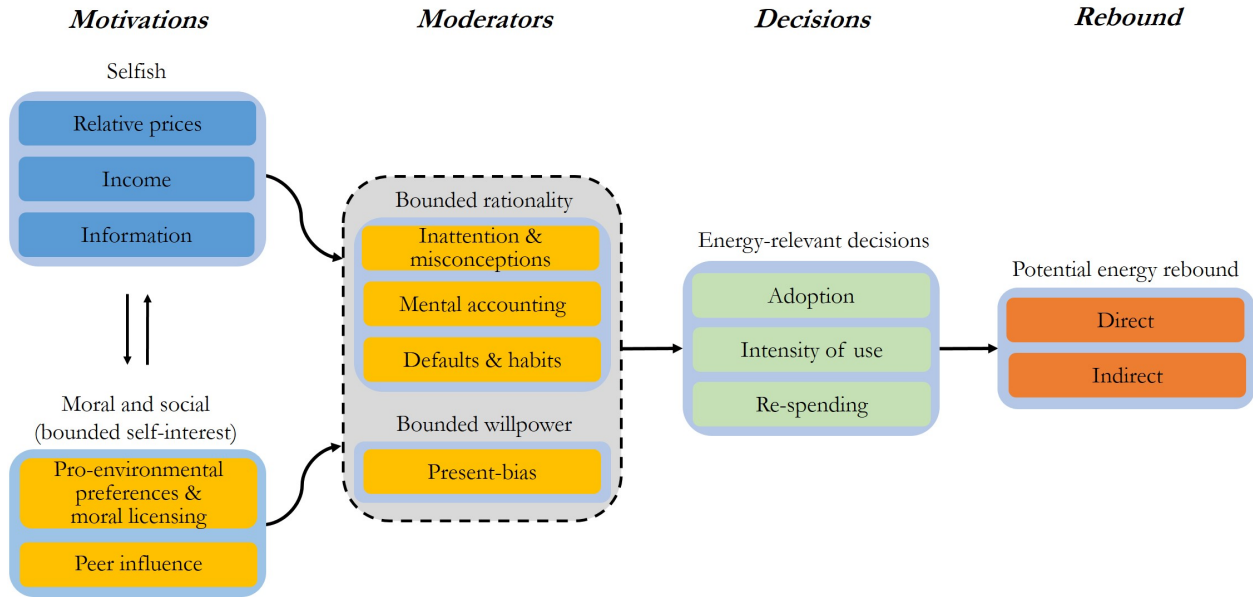 Motivations
Moderators
Decisions
Rebound
Selfish
Relative prices
Income
Information
Moral and social
(bounded self-interest)
Pro-environmental
preferences &
moral licensing
Peer influence
Bounded rationality
Inattention &
misconceptions
Mental accounting
Defaults & habits
Bounded willpower
Present-bias
Energy-relevant decisions
Adoption
Intensity of use
Re-spending
Potential energy rebound
Direct
Indirect